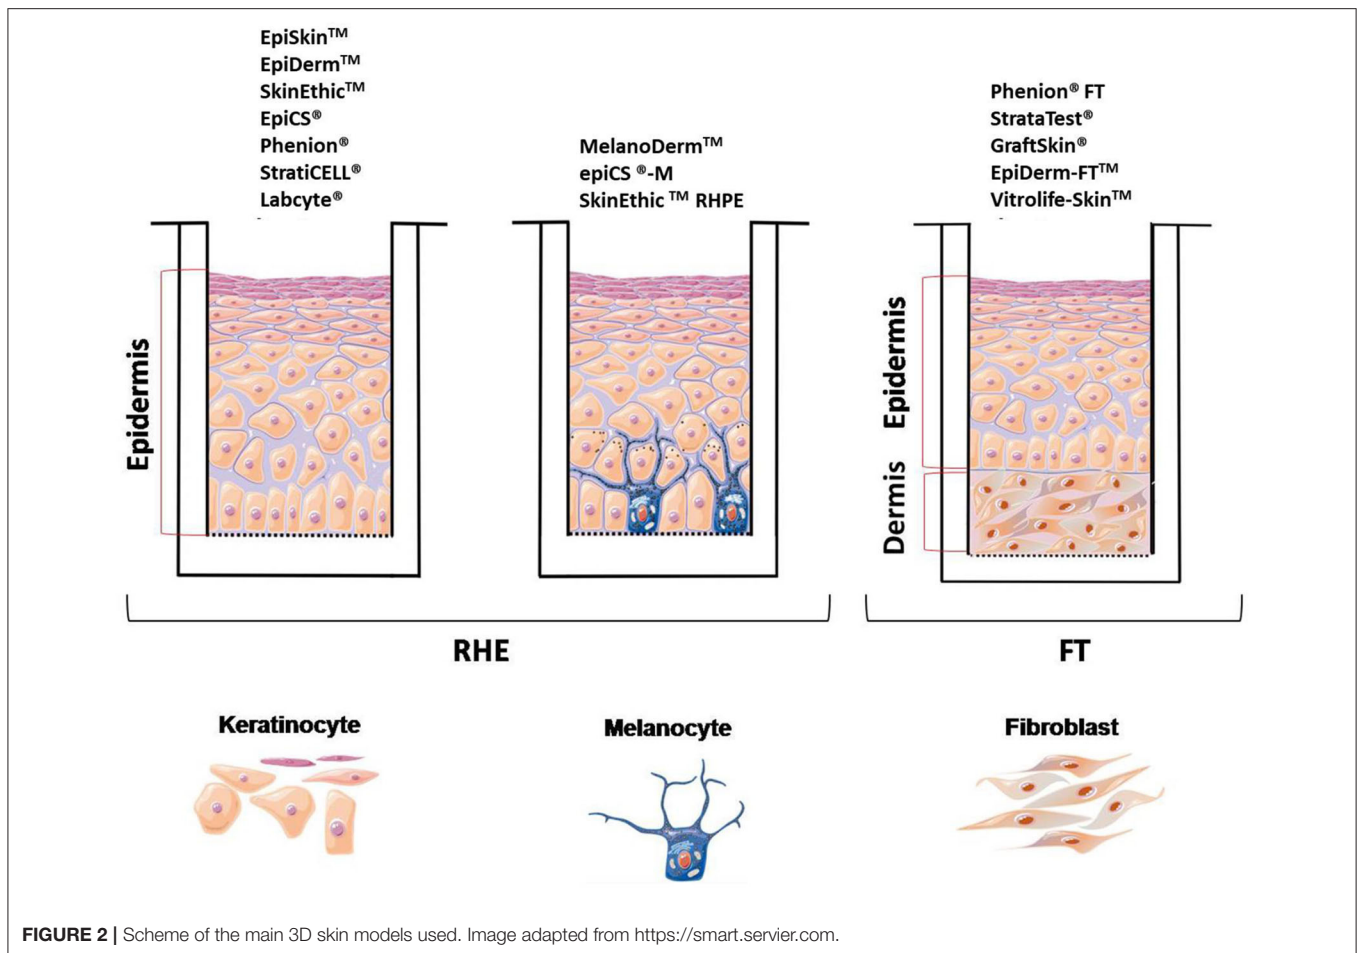 EpiSkin™
EpiDerm™
SkinEthic™
EpiCS®
Phenion®
StratiCELL®
Labcyte®
MelanoDerm™
epiCS ®-M
SkinEthic ™ RHPE
Phenion® FT
StrataTest®
GraftSkin®
EpiDerm-FT™
Vitrolife-Skin™
Epidermis
Epidermis
Dermis
RHE
FT
Keratinocyte
Melanocyte
Fibroblast
FIGURE 2 | Scheme of the main 3D skin models used. Image adapted from https://smart.servier.com.